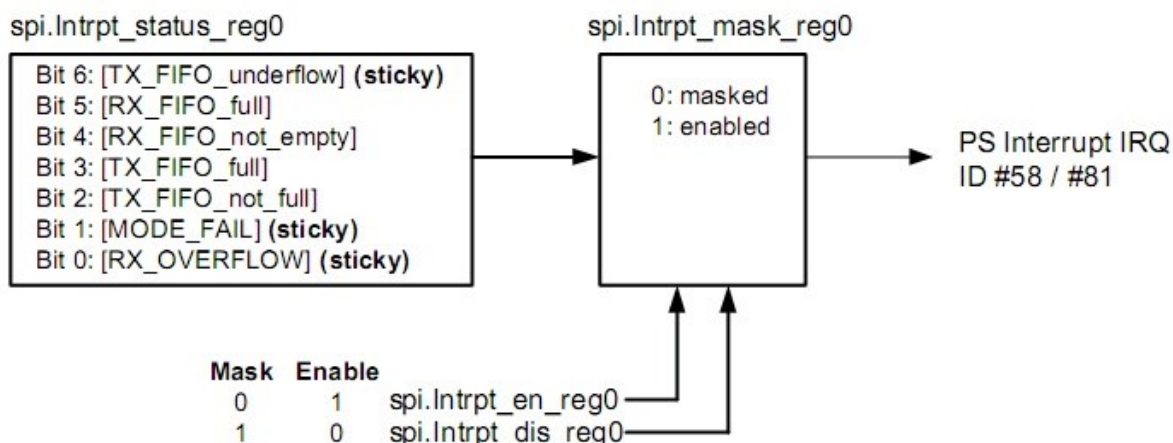 spi.Intrpt_status_reg0
spi.Intrpt_mask_reg0
Bit 6: [TX_FIFO_underflow] (sticky)
Bit 5: [RX_FIFO_full]
Bit 4: [RX_FIFO_not_empty]
Bit 3: [TX_FIFO_full]
Bit 2: [TX_FIFO_not_full]
Bit 1: [MODE_FAIL] (sticky)
Bit 0: [RX_OVERFLOW] (sticky)
0: masked
1: enabled
PS Interrupt IRQ
ID #58 / #81
Mask Enable
0 1 spi.Intrpt_en_reg0
1 0 spi.Intrpt_dis_reg0